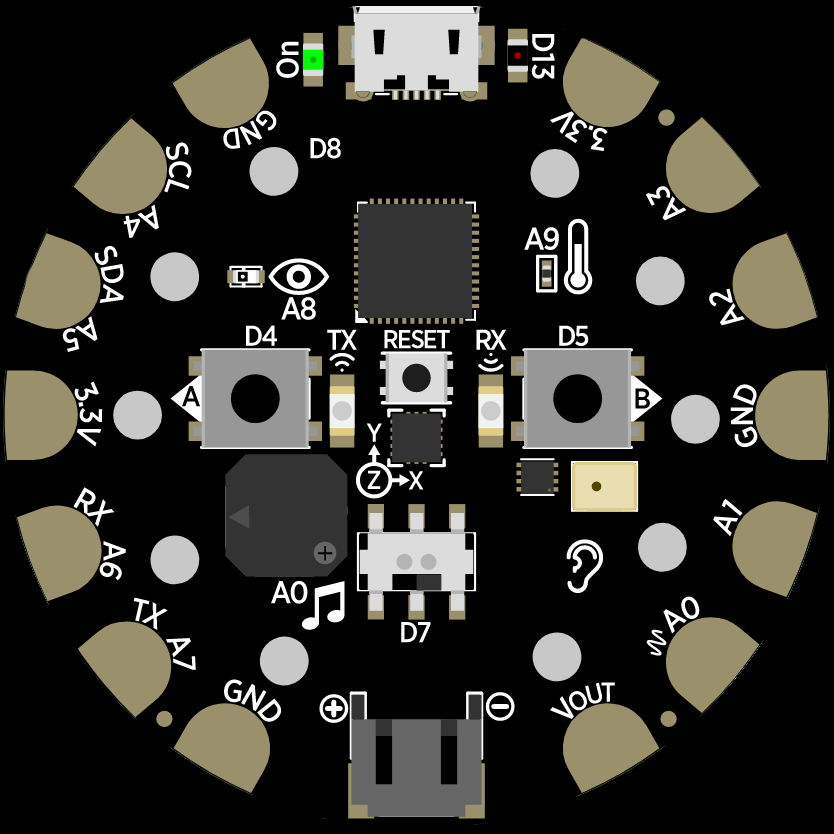 On
D13
GND
D8
3.3V
SCL
A4
A3
SDA
A5
A8
A9
A2
D4
TX
RESET
RX
D5
A
B
3.3V
GND
Y
Z
X
RX
A6
A1
TX
A7
A0
D7
A0
GND
VOUT